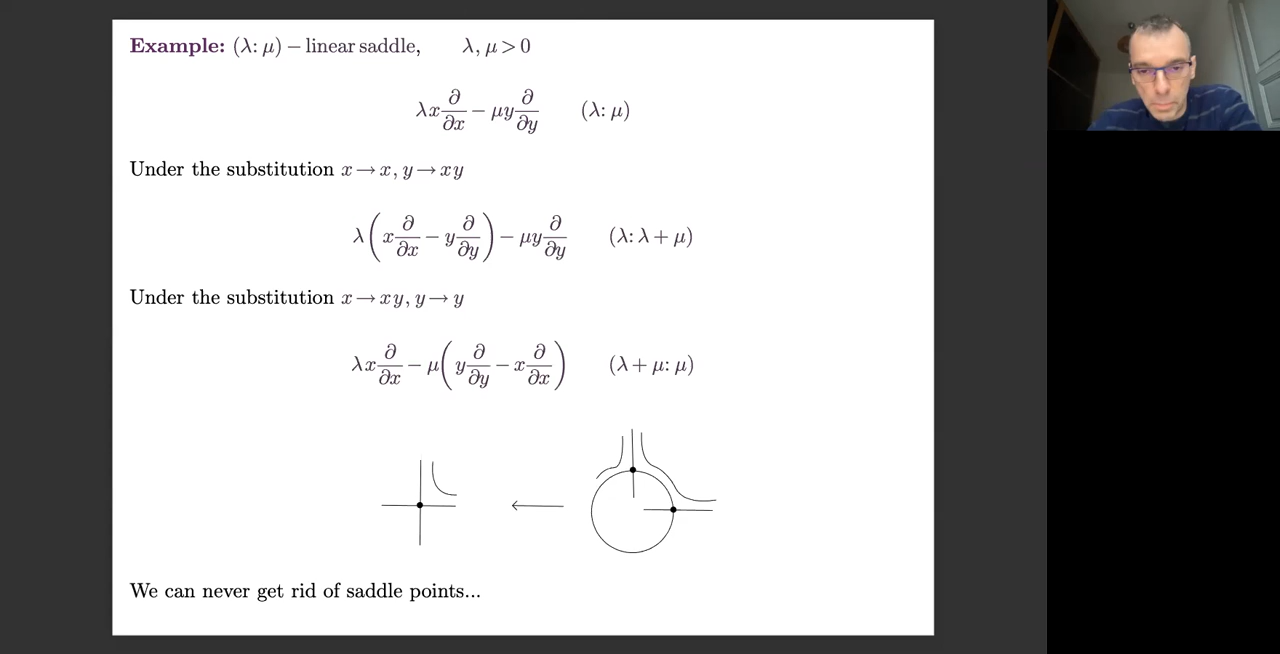 Example: (λ: μ) – linear saddle, λ, μ > 0
λx ∂/∂x − μy ∂/∂y (λ: μ)
Under the substitution x → x, y → xy
λ(x ∂/∂x − y ∂/∂y) − μy ∂/∂y (λ: λ + μ)
Under the substitution x → xy, y → y
λx ∂/∂x − μ(y ∂/∂y − x ∂/∂x) (λ + μ: μ)
We can never get rid of saddle points...